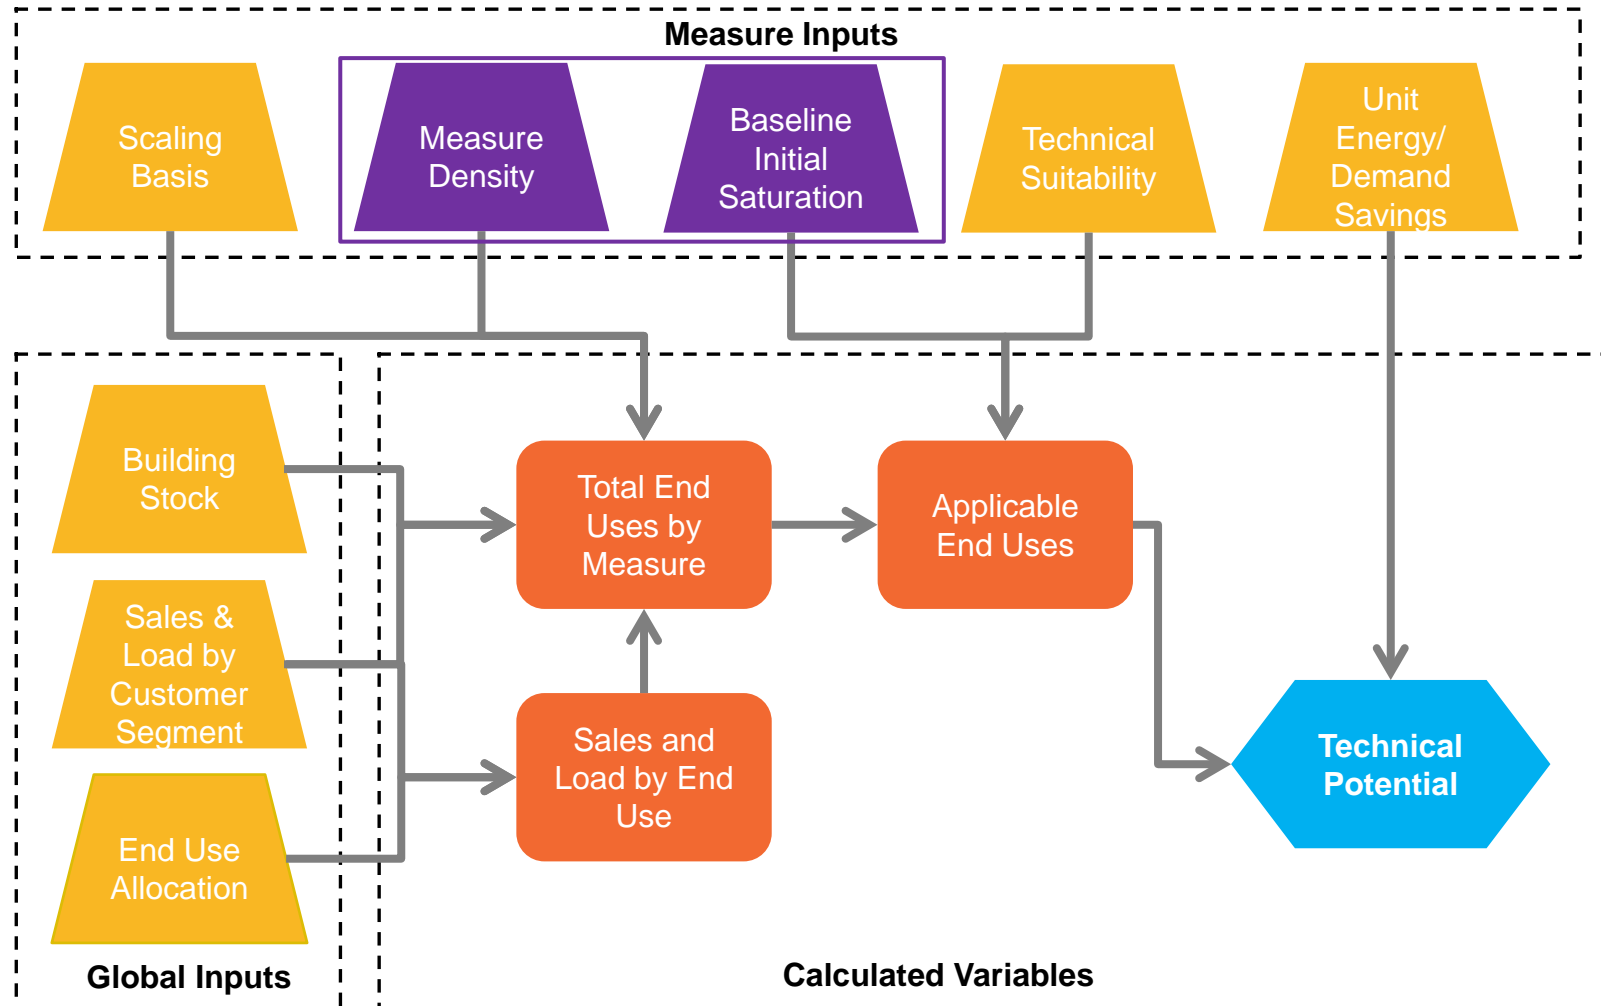 Measure Inputs
Scaling
Basis
Measure
Density
Baseline
Initial
Saturation
Technical
Suitability
Unit
Energy/
Demand
Savings
Building
Stock
Sales &
Load by
Customer
Segment
End Use
Allocation
Global Inputs
Total End
Uses by
Measure
Applicable
End Uses
Sales and
Load by End
Use
Technical
Potential
Calculated Variables